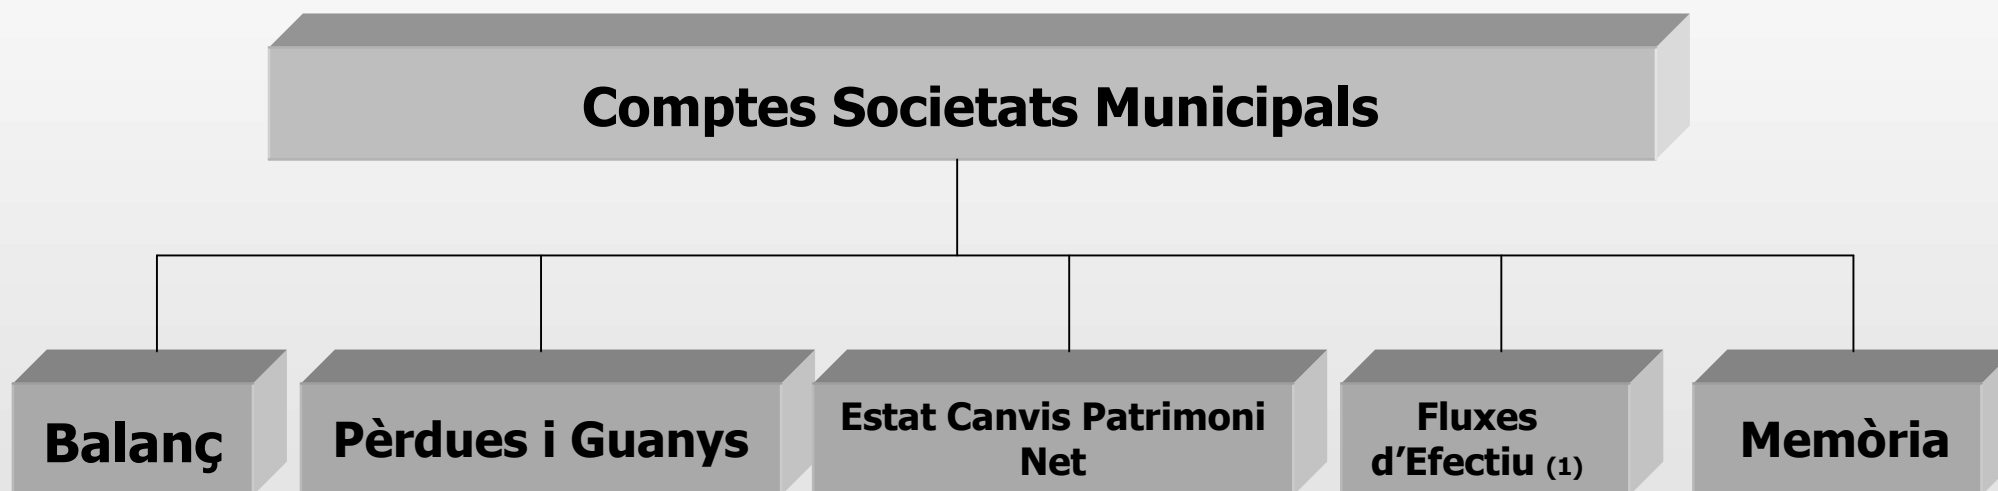 Comptes Societats Municipals
Balanç
Pèrdues i Guanys
Estat Canvis Patrimoni
Net
Fluxes
d’Efectiu (1)
Memòria